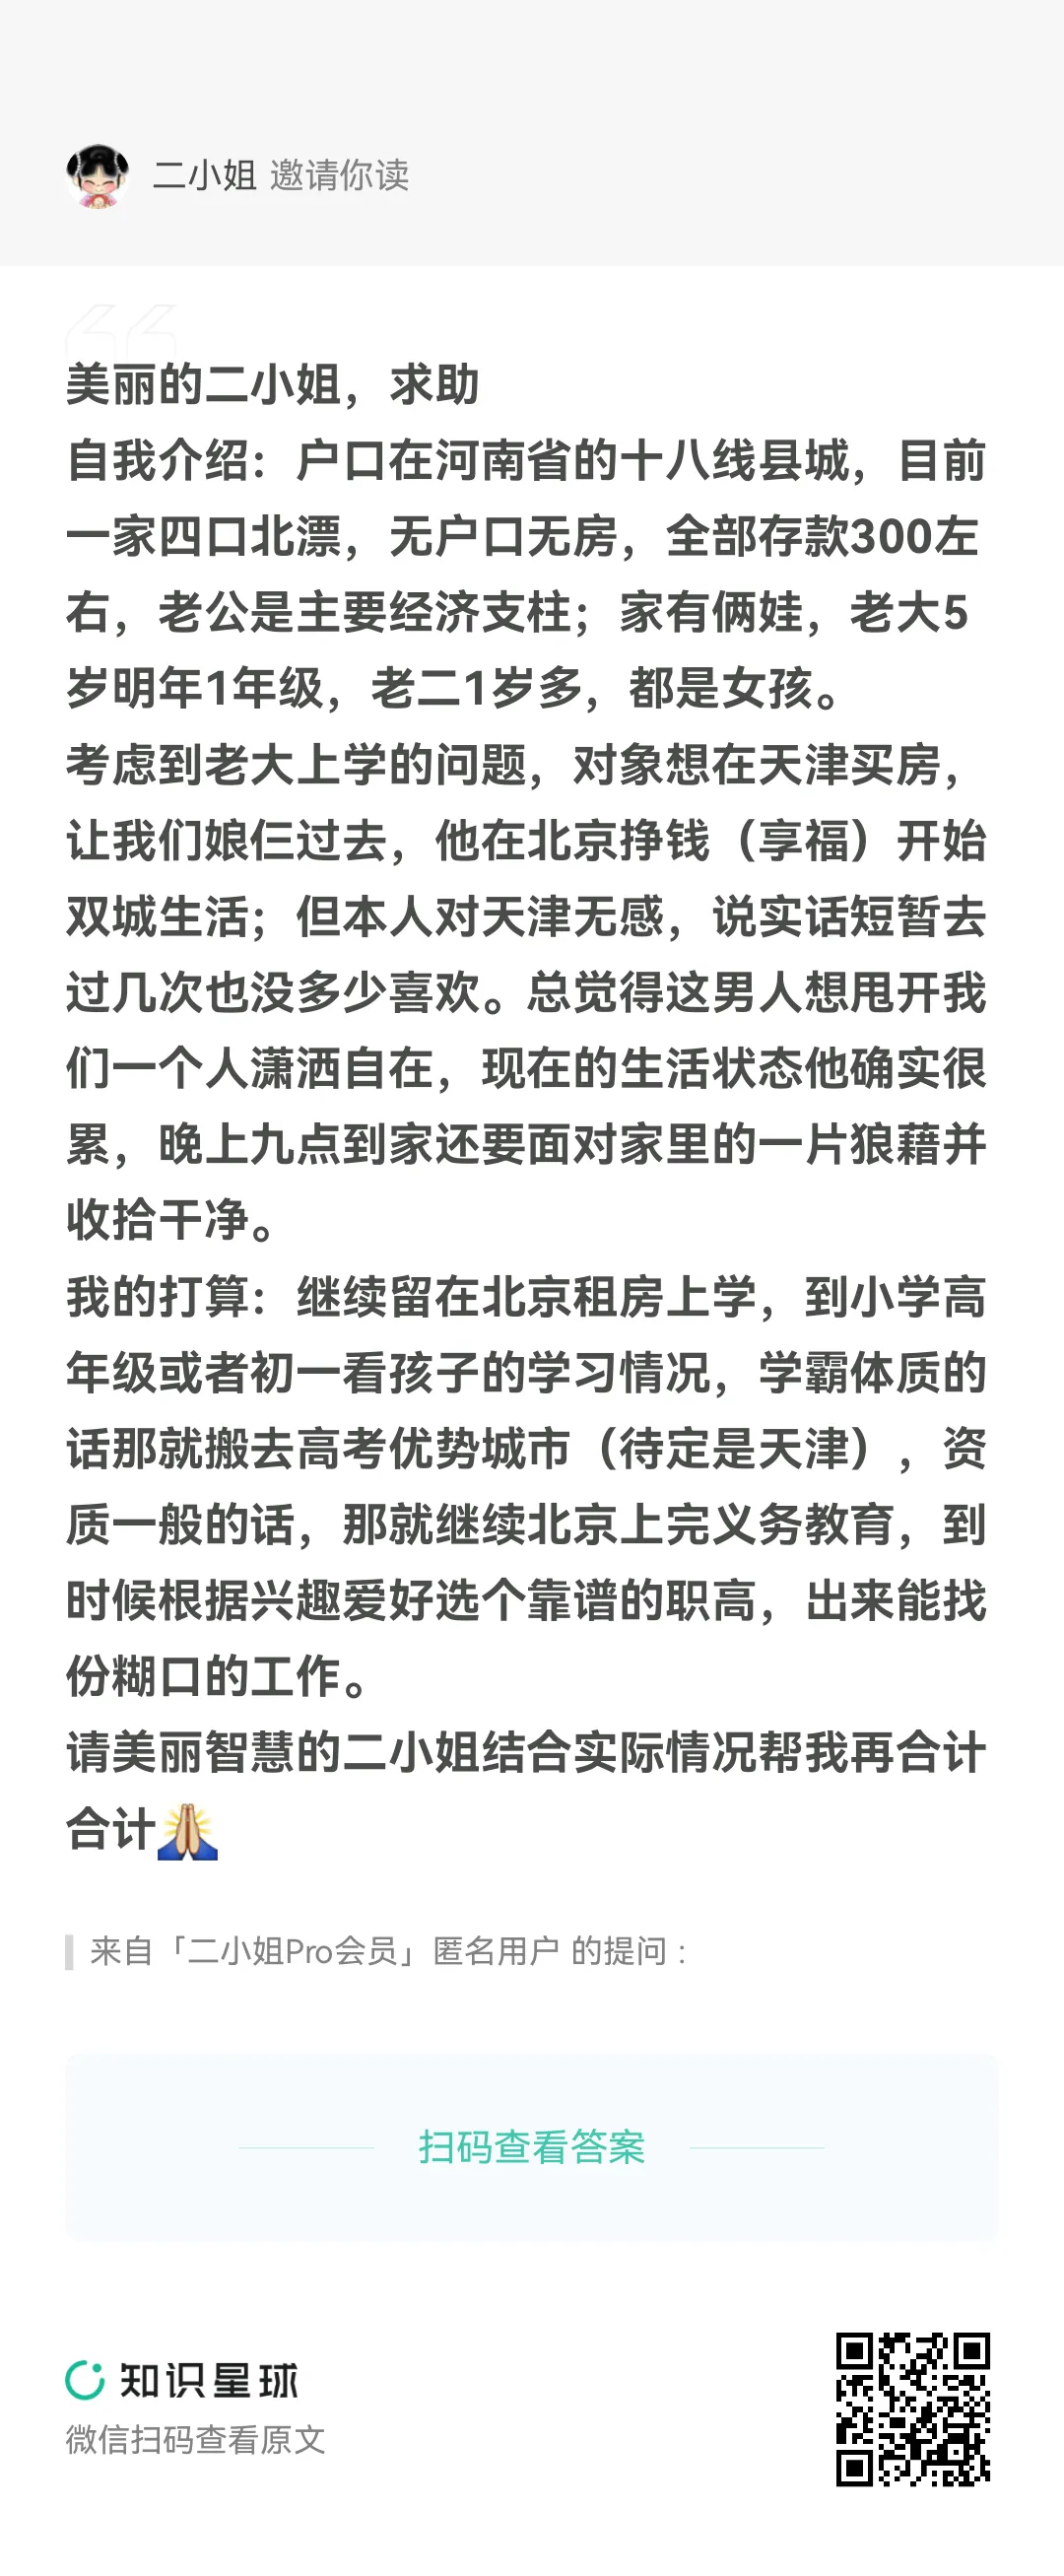 二小姐 邀请你读
美丽的二小姐，求助
自我介绍：户口在河南省的十八线县城，目前
一家四口北漂，无户口无房，全部存款300左
右，老公是主要经济支柱；家有俩娃，老大5
岁明年1年级，老二1岁多，都是女孩。
考虑到老大上学的问题，对象想在天津买房，
让我们娘仨过去，他在北京挣钱（享福）开始
双城生活；但本人对天津无感，说实话短暂去
过几次也没多少喜欢。总觉得这男人想甩开我
们一个人潇洒自在，现在的生活状态他确实很
累，晚上九点到家还要面对家里的一片狼藉并
收拾干净。
我的打算：继续留在北京租房上学，到小学高
年级或者初一看孩子的学习情况，学霸体质的
话那就搬去高考优势城市（待定是天津），资
质一般的话，那就继续北京上完义务教育，到
时候根据兴趣爱好选个靠谱的职高，出来能找
份糊口的工作。
请美丽智慧的二小姐结合实际情况帮我再合计
合计🙏
来自「二小姐Pro会员」匿名用户 的提问：
扫码查看答案
知识星球
微信扫码查看原文